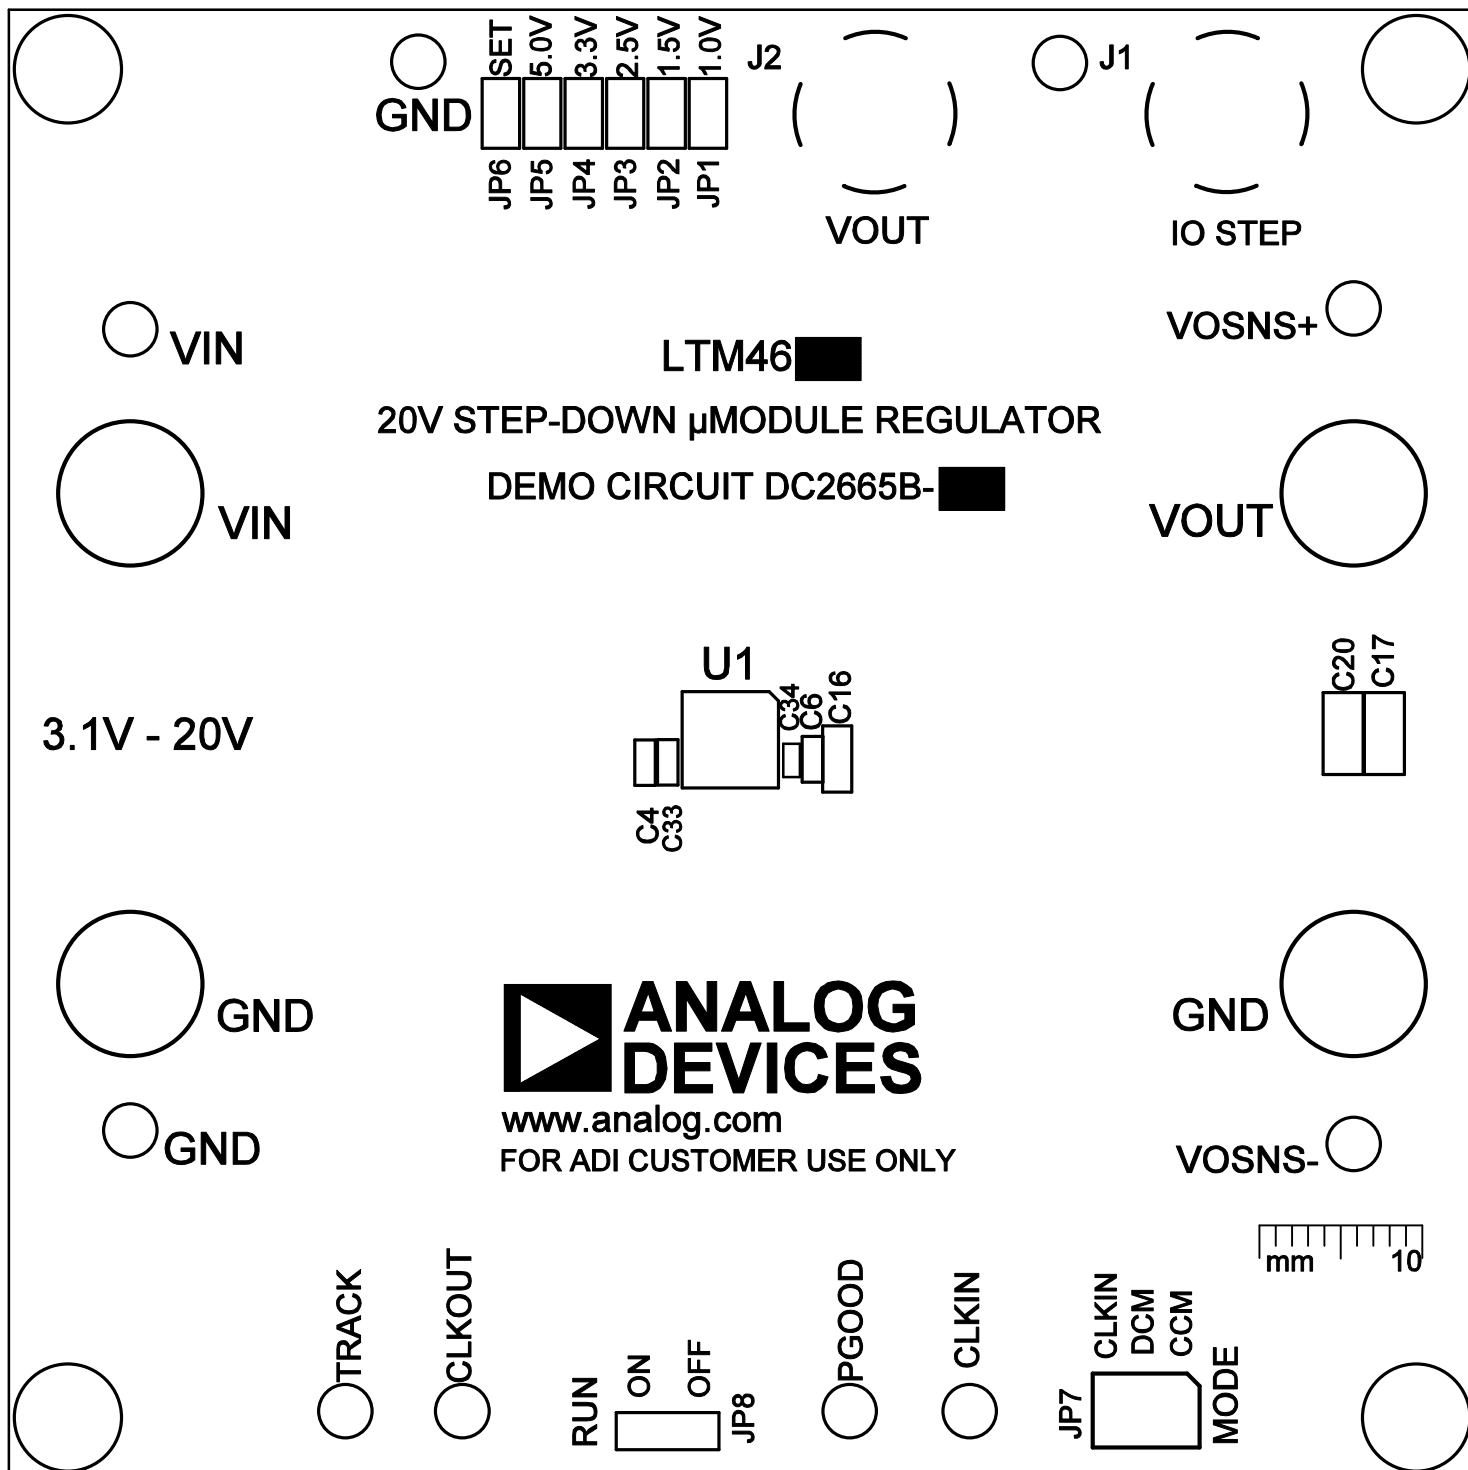 SET
5.0V
3.3V
2.5V
1.5V
1.0V
J2
J1
GND
JP6
JP5
JP4
JP3
JP2
JP1
VOUT
IO STEP
VIN
VOSNS+
LTM46
20V STEP-DOWN µMODULE REGULATOR
DEMO CIRCUIT DC2665B-
VIN
VOUT
U1
C34
C6
C16
C20
C17
3.1V - 20V
C4
C33
GND
GND
ANALOG
DEVICES
www.analog.com
FOR ADI CUSTOMER USE ONLY
GND
VOSNS-
mm 10
TRACK
CLKOUT
RUN
ON
OFF
JP8
PGOOD
CLKIN
JP7
CLKIN
DCM
CCM
MODE